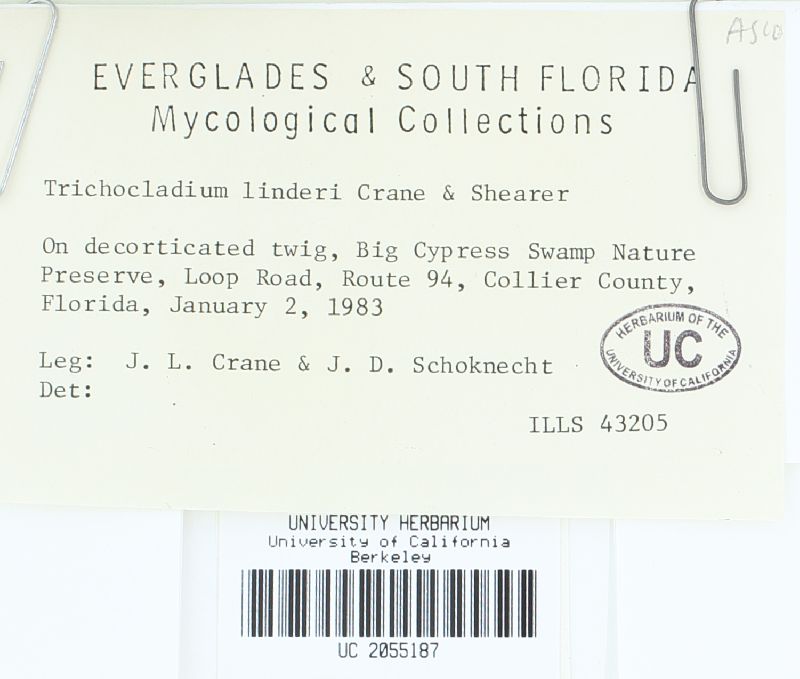 ASCO
EVERGLADES & SOUTH FLORIDA
Mycological Collections
Trichocladium linderi Crane & Shearer
On decorticated twig, Big Cypress Swamp Nature
Preserve, Loop Road, Route 94, Collier County,
Florida, January 2, 1983
HERBARIUM OF THE
UC
UNIVERSITY OF CALIFORNIA
Leg: J. L. Crane & J. D. Schoknecht
Det:
ILLS 43205
UNIVERSITY HERBARIUM
University of California
Berkeley
UC 2055187